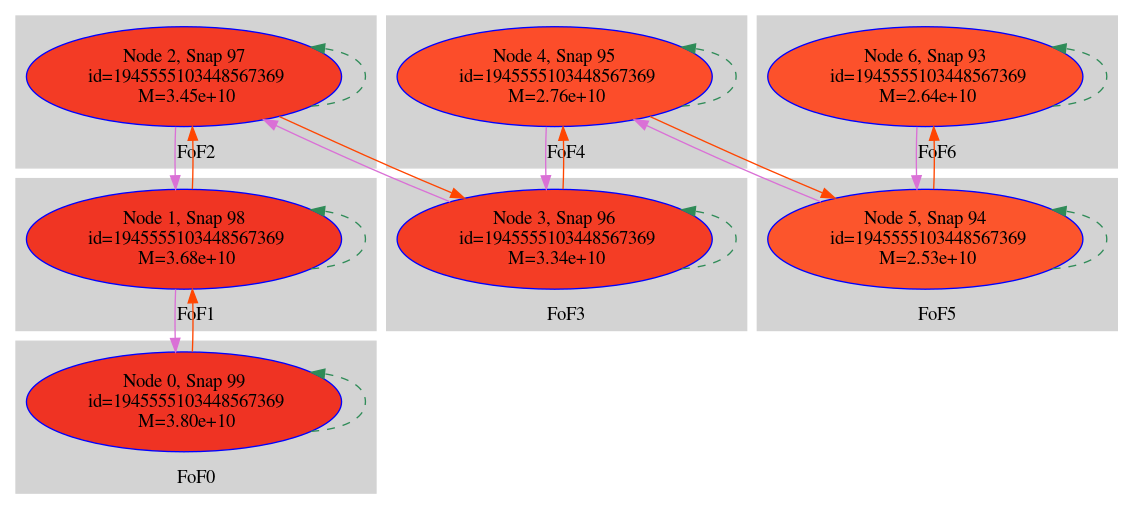 Node 2, Snap 97
id=1945555103448567369
M=3.45e+10
FoF2
Node 4, Snap 95
id=1945555103448567369
M=2.76e+10
FoF4
Node 6, Snap 93
id=1945555103448567369
M=2.64e+10
FoF6
Node 1, Snap 98
id=1945555103448567369
M=3.68e+10
FoF1
Node 3, Snap 96
id=1945555103448567369
M=3.34e+10
FoF3
Node 5, Snap 94
id=1945555103448567369
M=2.53e+10
FoF5
Node 0, Snap 99
id=1945555103448567369
M=3.80e+10
FoF0